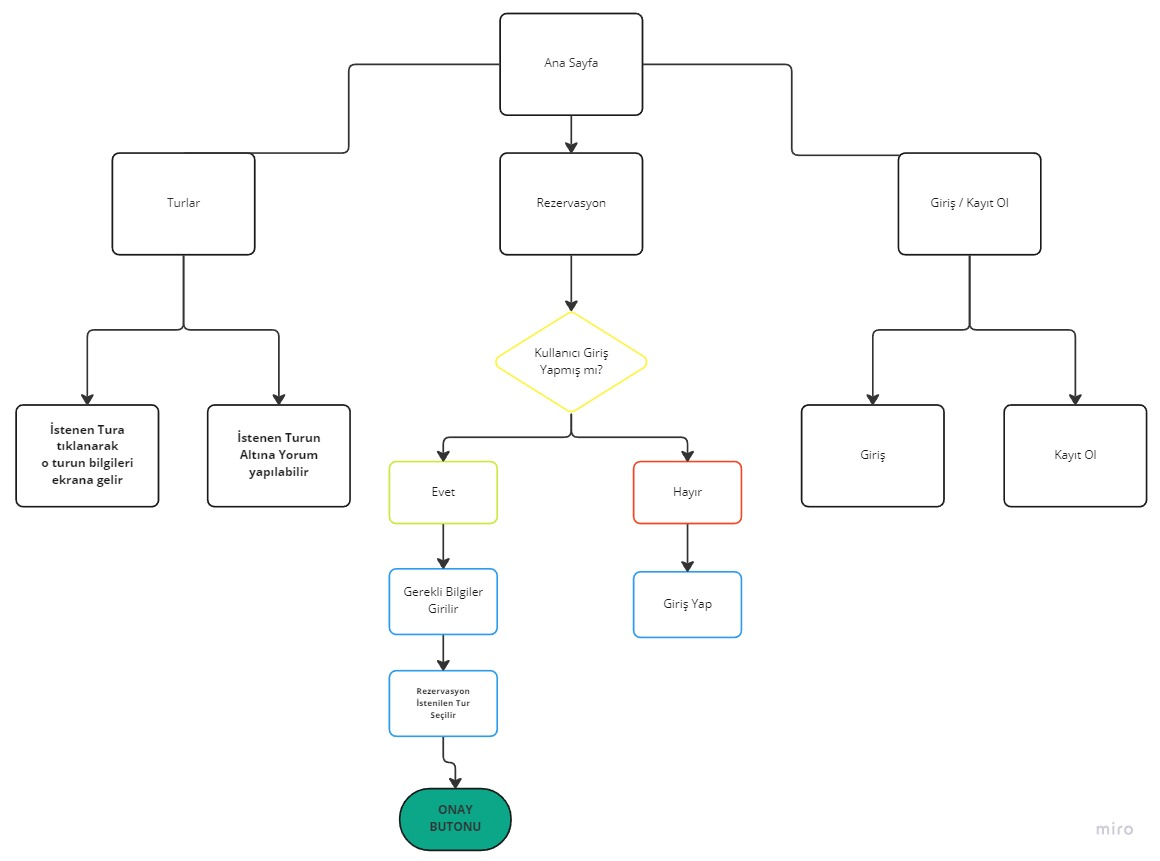 Ana Sayfa
Turlar
Rezervasyon
Giriş / Kayıt Ol
Kullanıcı Giriş
Yapmış mı?
İstenen Tura
tıklanarak
o turun bilgileri
ekrana gelir
İstenen Turun
Altına Yorum
yapılabilir
Giriş
Kayıt Ol
Evet
Hayır
Gerekli Bilgiler
Girilir
Giriş Yap
Rezervasyon
İstenilen Tur
Seçilir
ONAY
BUTONU
miro